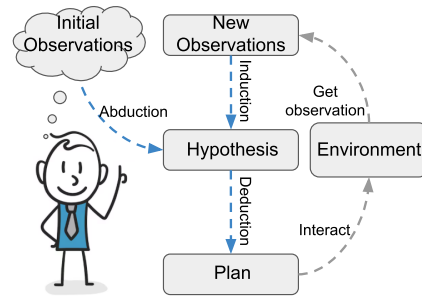 Initial
Observations
New
Observations
Abduction
Induction
Get
observation
Hypothesis
Environment
Deduction
Interact
Plan